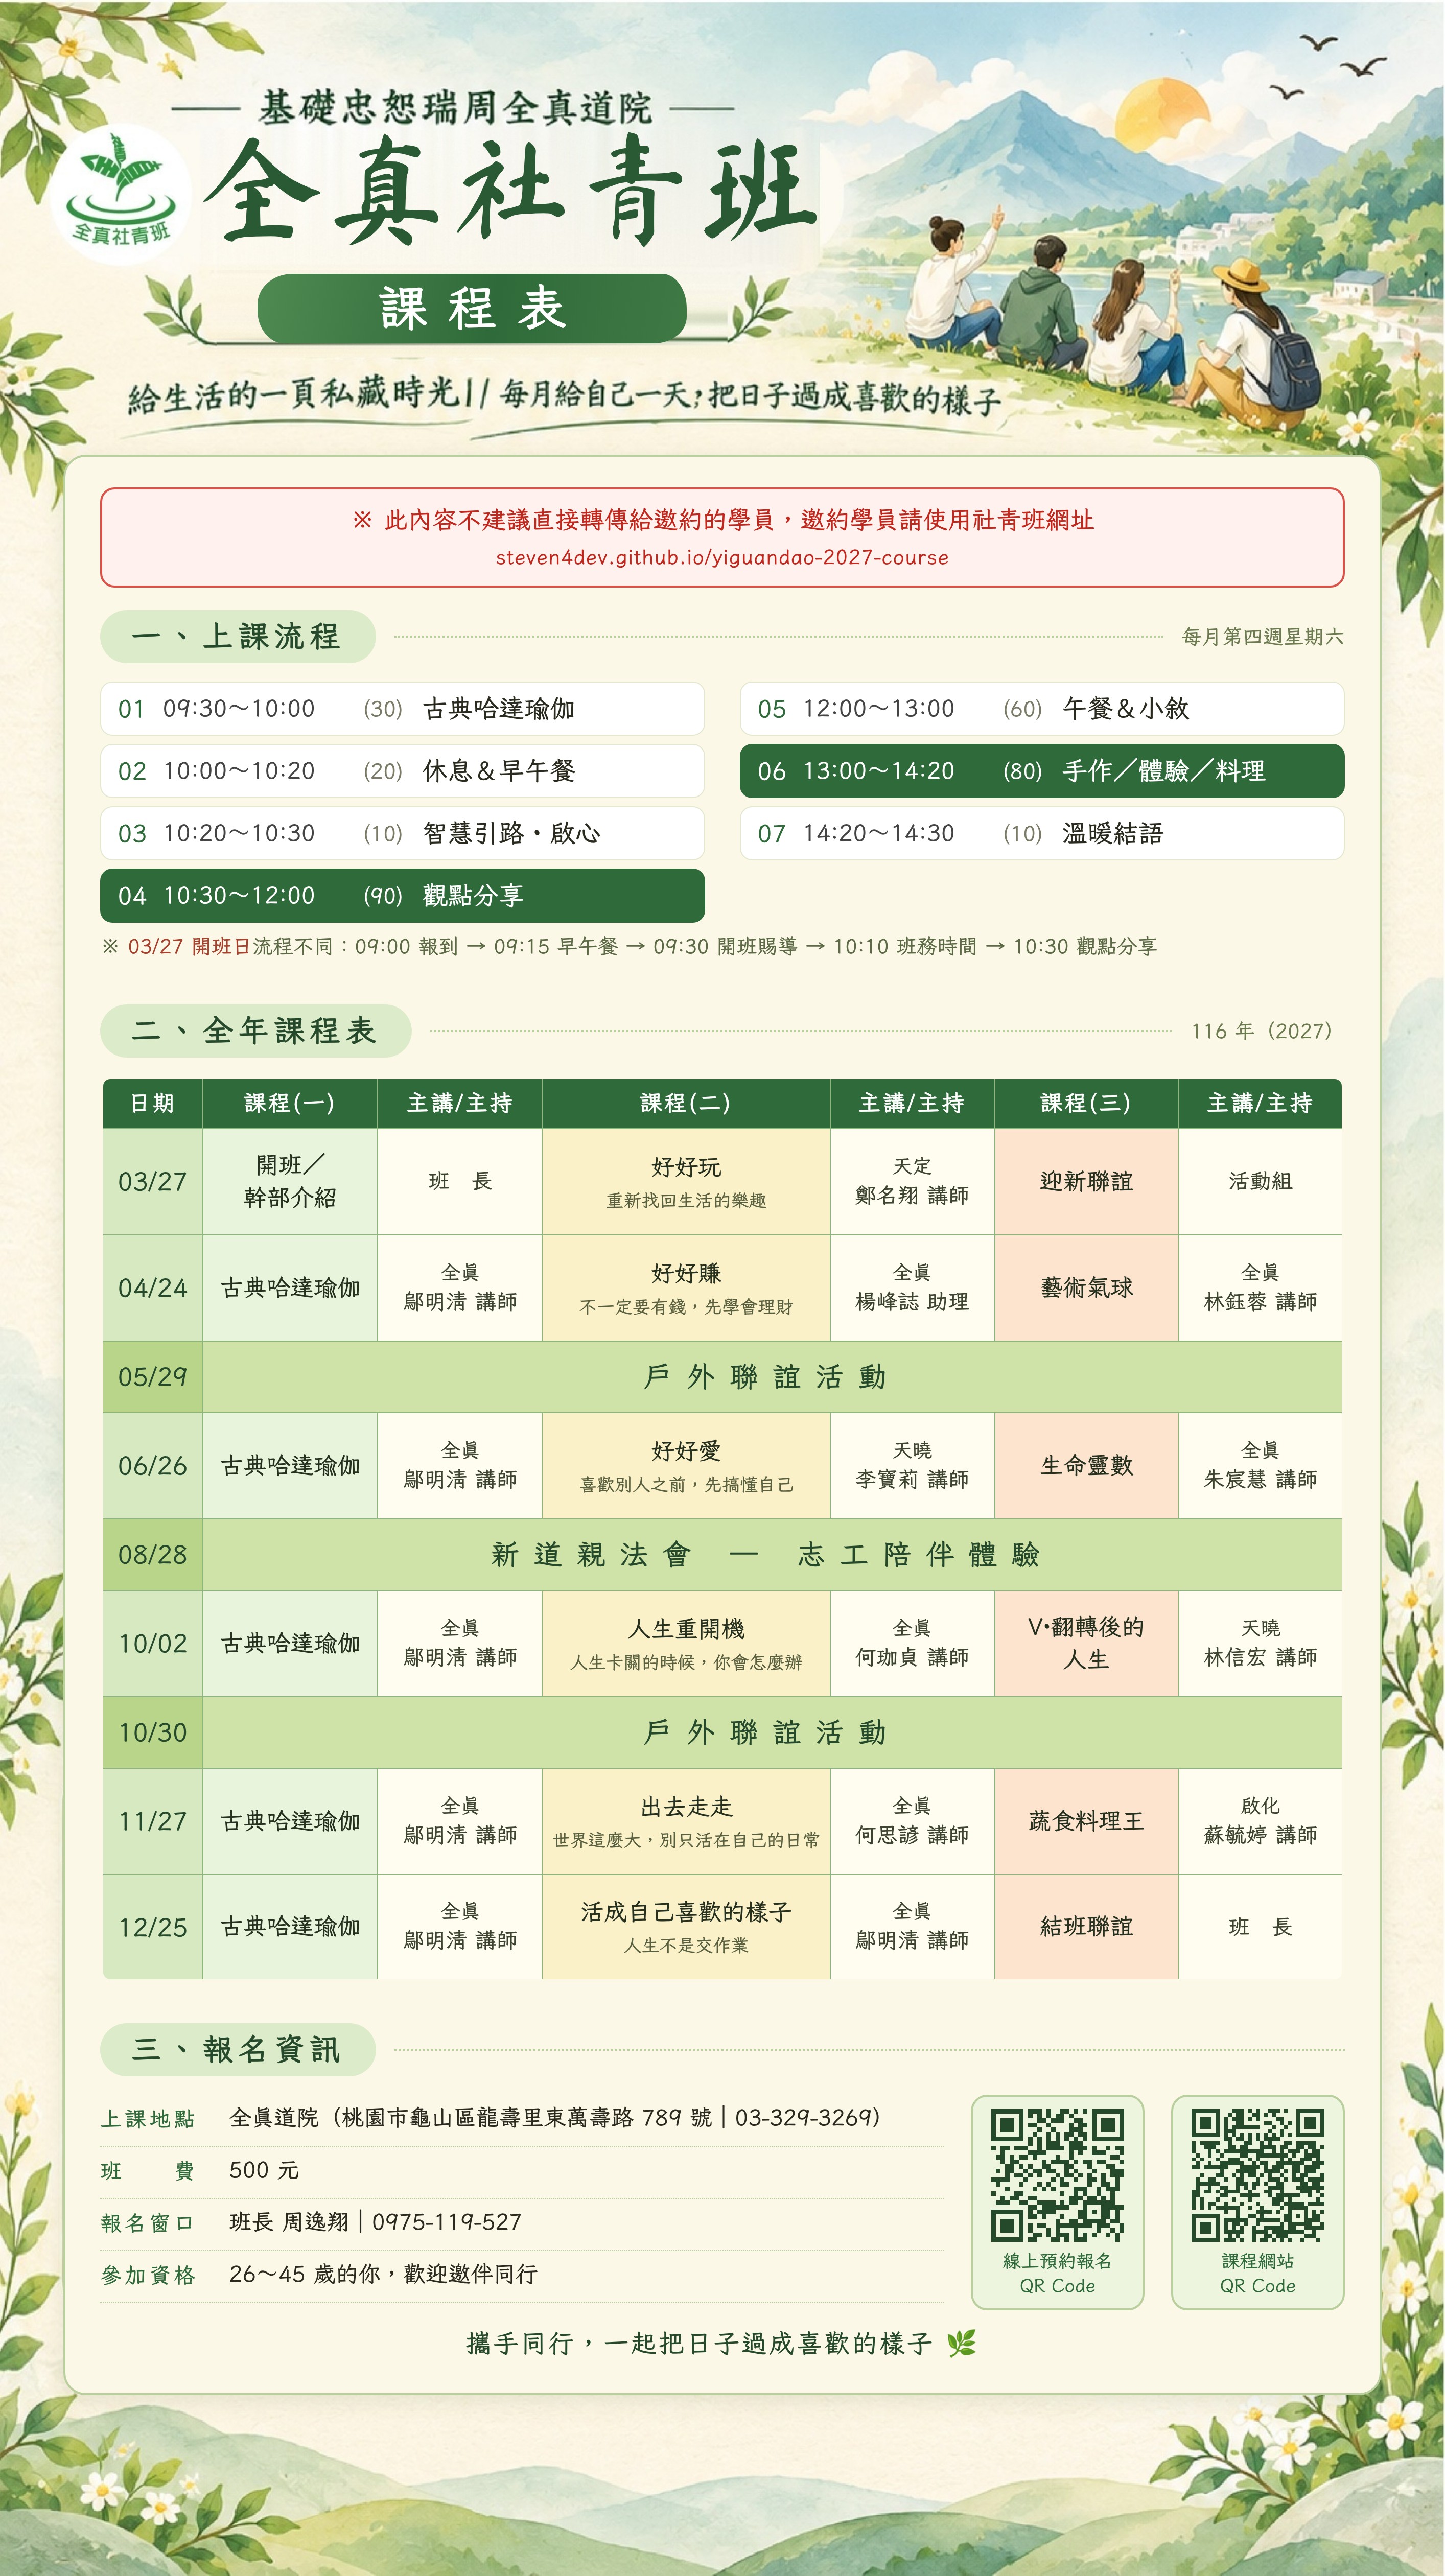 基礎忠恕瑞周全真道院
全真社青班
全真社青班
課程表
給生活的一頁私藏時光// 每月給自己一天,把日子過成喜歡的樣子
※ 此內容不建議直接轉傳給邀約的學員，邀約學員請使用社青班網址
steven4dev.github.io/yiguandao-2027-course
一、上課流程 每月第四週星期六
01 09:30～10:00 (30) 古典哈達瑜伽
02 10:00～10:20 (20) 休息＆早午餐
03 10:20～10:30 (10) 智慧引路・啟心
04 10:30～12:00 (90) 觀點分享
05 12:00～13:00 (60) 午餐＆小敘
06 13:00～14:20 (80) 手作／體驗／料理
07 14:20～14:30 (10) 溫暖結語
※ 03/27 開班日流程不同：09:00 報到 → 09:15 早午餐 → 09:30 開班賜導 → 10:10 班務時間 → 10:30 觀點分享
二、全年課程表 116 年（2027）
日期 課程(一) 主講/主持 課程(二) 主講/主持 課程(三) 主講/主持
03/27
開班／
幹部介紹
班　長
好好玩
重新找回生活的樂趣
天定
鄭名翔 講師
迎新聯誼
活動組
04/24
古典哈達瑜伽
全真
鄔明淸 講師
好好賺
不一定要有錢，先學會理財
全真
楊峰誌 助理
藝術氣球
全真
林鈺蓉 講師
05/29
戶外聯誼活動
06/26
古典哈達瑜伽
全真
鄔明淸 講師
好好愛
喜歡別人之前，先搞懂自己
天曉
李寶莉 講師
生命靈數
全真
朱宸慧 講師
08/28
新道親法會 — 志工陪伴體驗
10/02
古典哈達瑜伽
全真
鄔明淸 講師
人生重開機
人生卡關的時候，你會怎麼辦
全真
何珈貞 講師
V・翻轉後的
人生
天曉
林信宏 講師
10/30
戶外聯誼活動
11/27
古典哈達瑜伽
全真
鄔明淸 講師
出去走走
世界這麼大，別只活在自己的日常
全真
何思諺 講師
蔬食料理王
啟化
蘇毓婷 講師
12/25
古典哈達瑜伽
全真
鄔明淸 講師
活成自己喜歡的樣子
人生不是交作業
全真
鄔明淸 講師
結班聯誼
班　長
三、報名資訊
上課地點 全真道院（桃園市龜山區龍壽里東萬壽路 789 號｜03-329-3269）
班　費 500 元
報名窗口 班長 周逸翔｜0975-119-527
參加資格 26～45 歲的你，歡迎邀伴同行
線上預約報名
QR Code
課程網站
QR Code
攜手同行，一起把日子過成喜歡的樣子 🌿